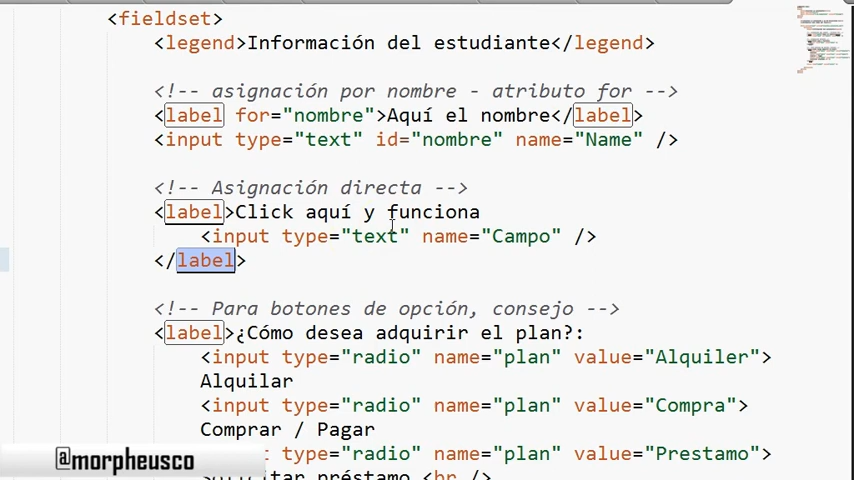 <fieldset>
<legend>Información del estudiante</legend>
<!-- asignación por nombre - atributo for -->
<label for="nombre">Aquí el nombre</label>
<input type="text" id="nombre" name="Name" />
<!-- Asignación directa -->
<label>Click aquí y funciona
<input type="text" name="Campo" />
</label>
<!-- Para botones de opción, consejo -->
<label>¿Cómo desea adquirir el plan?:
<input type="radio" name="plan" value="Alquiler">
Alquilar
<input type="radio" name="plan" value="Compra">
Comprar / Pagar
type="radio" name="plan" value="Prestamo">
Solicitar préstamo <br />
@morpheusco